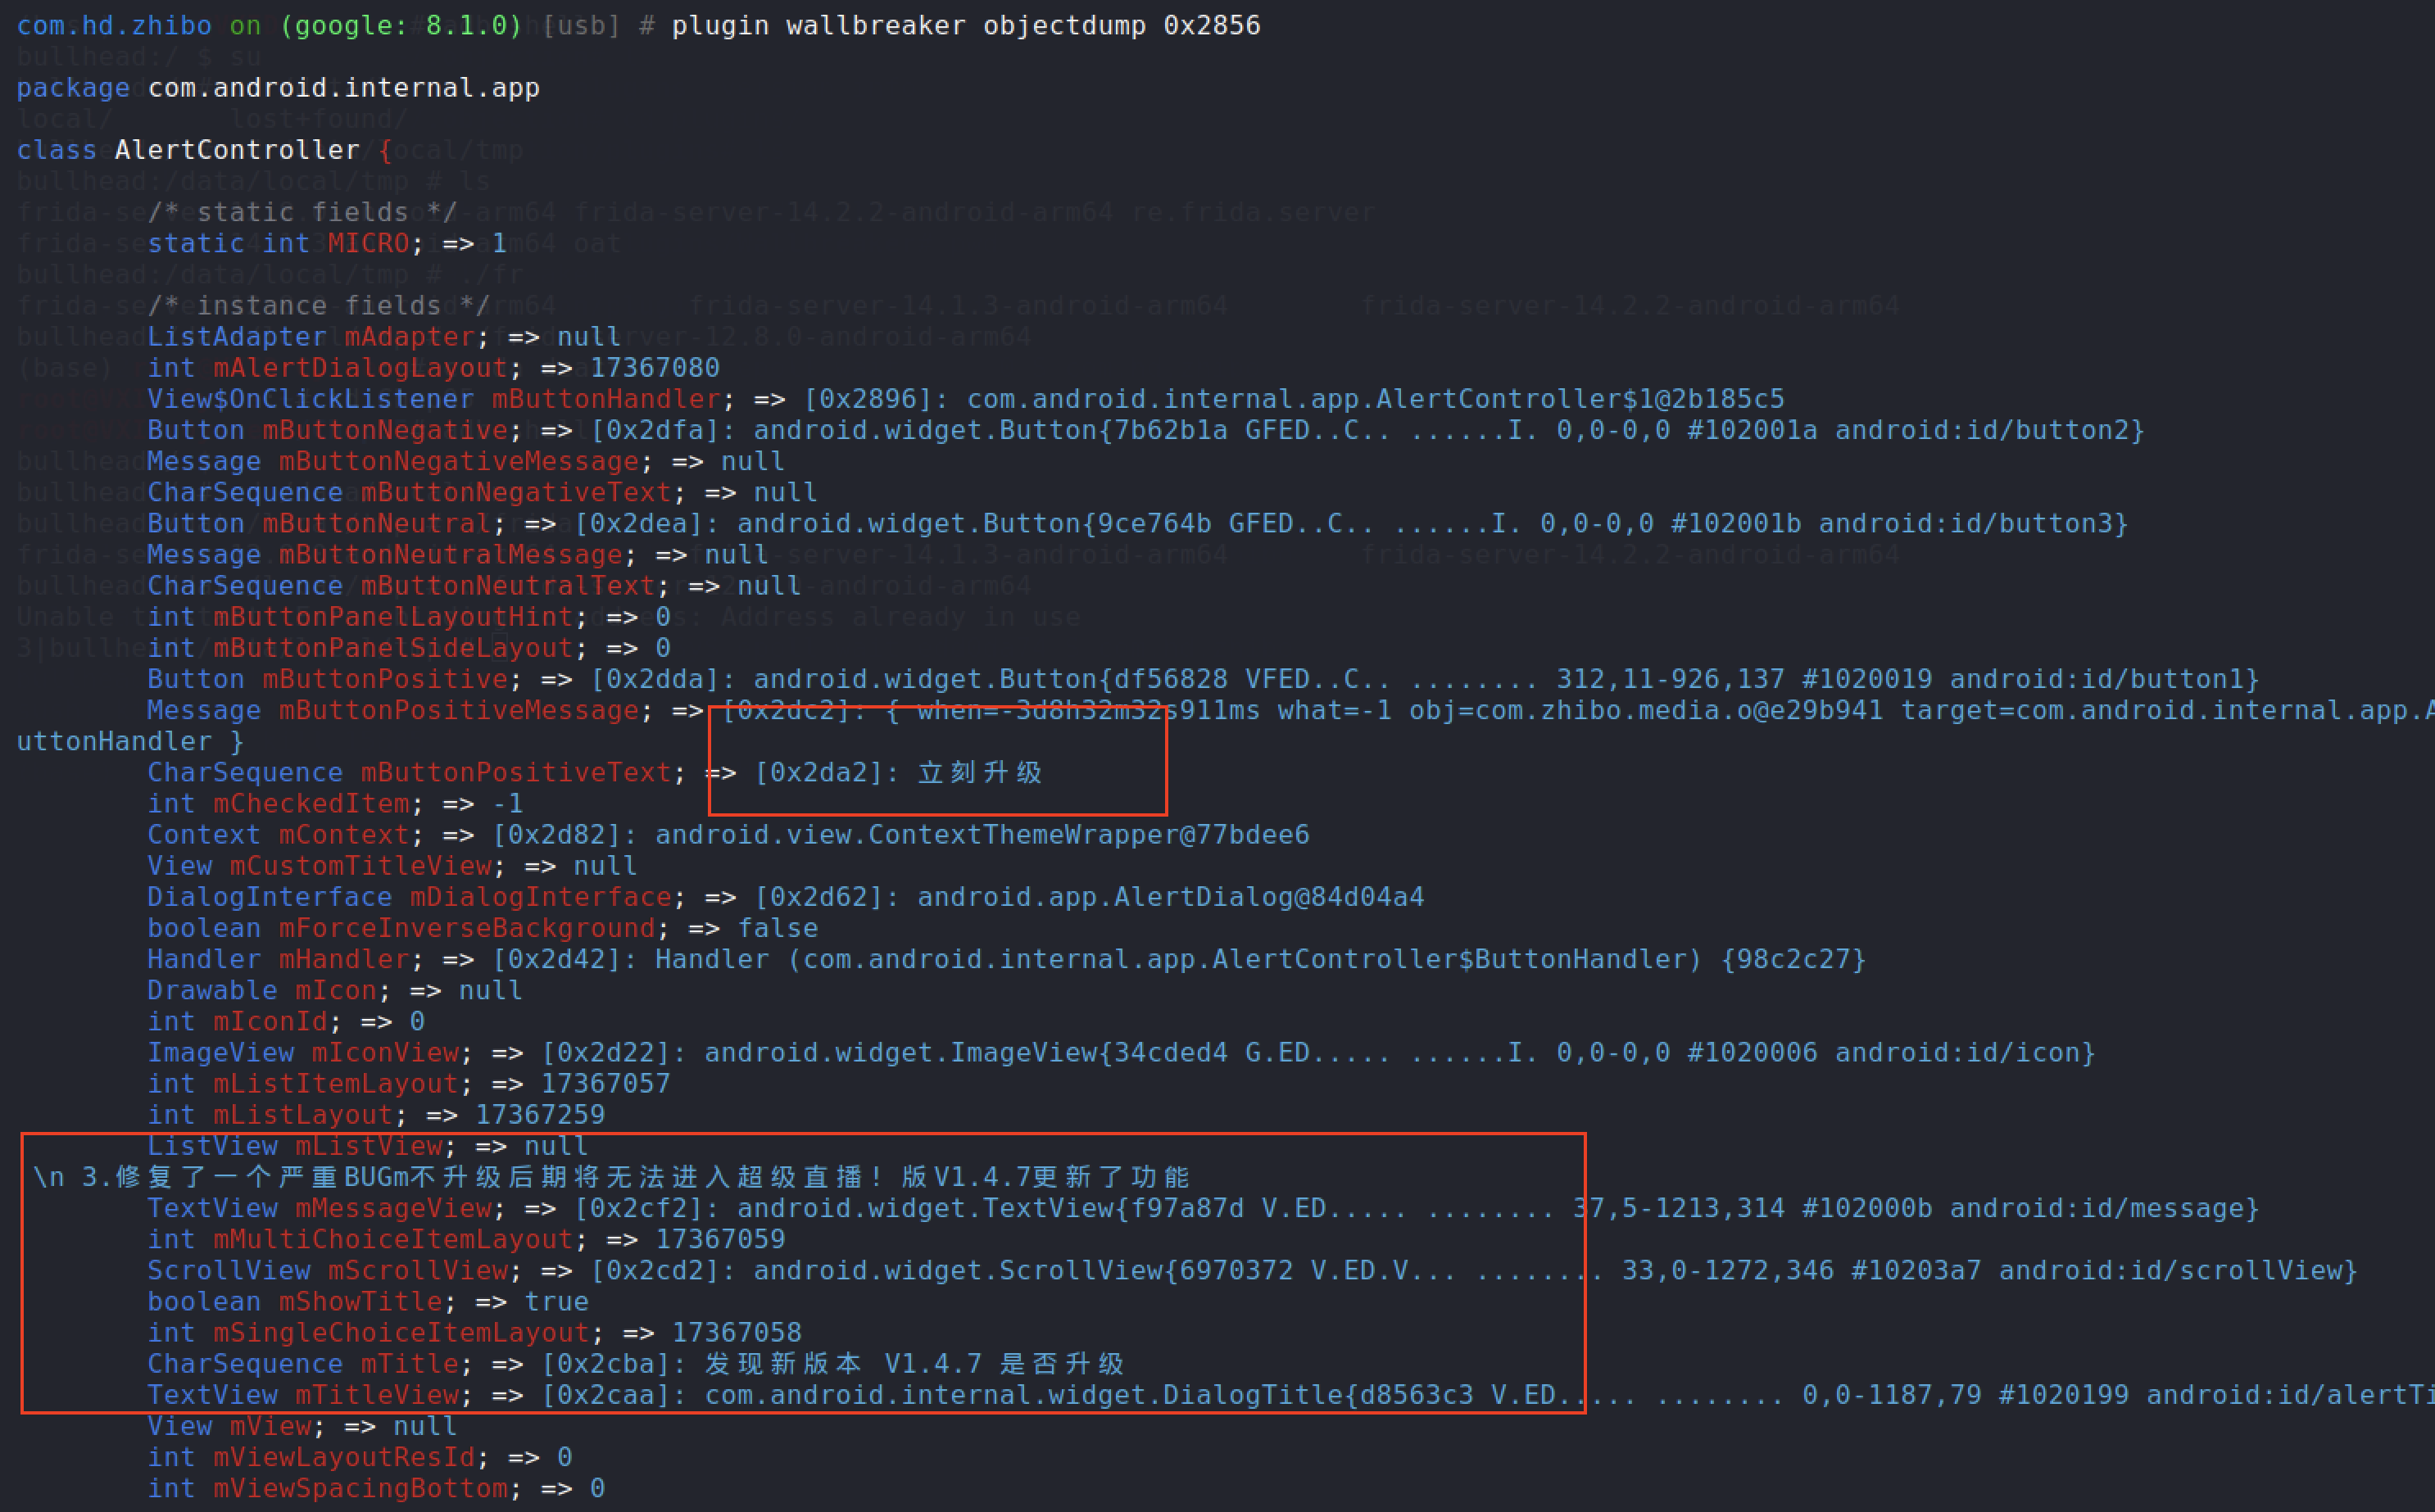 com.hd.zhibo on (google: 8.1.0) [usb] # plugin wallbreaker objectdump 0x2856
package com.android.internal.app
class AlertController {
/* static fields */
static int MICRO; => 1
/* instance fields */
ListAdapter mAdapter; => null
int mAlertDialogLayout; => 17367080
View$OnClickListener mButtonHandler; => [0x2896]: com.android.internal.app.AlertController$1@2b185c5
Button mButtonNegative; => [0x2dfa]: android.widget.Button{7b62b1a GFED..C.. ......I. 0,0-0,0 #102001a android:id/button2}
Message mButtonNegativeMessage; => null
CharSequence mButtonNegativeText; => null
Button mButtonNeutral; => [0x2dea]: android.widget.Button{9ce764b GFED..C.. ......I. 0,0-0,0 #102001b android:id/button3}
Message mButtonNeutralMessage; => null
CharSequence mButtonNeutralText; => null
int mButtonPanelLayoutHint; => 0
int mButtonPanelSideLayout; => 0
Button mButtonPositive; => [0x2dda]: android.widget.Button{df56828 VFED..C.. ........ 312,11-926,137 #1020019 android:id/button1}
Message mButtonPositiveMessage; => [0x2dc2]: { when=-3d8h32m32s911ms what=-1 obj=com.zhibo.media.o@e29b941 target=com.android.internal.app.A
uttonHandler }
CharSequence mButtonPositiveText; => [0x2da2]: 立刻升级
int mCheckedItem; => -1
Context mContext; => [0x2d82]: android.view.ContextThemeWrapper@77bdee6
View mCustomTitleView; => null
DialogInterface mDialogInterface; => [0x2d62]: android.app.AlertDialog@84d04a4
boolean mForceInverseBackground; => false
Handler mHandler; => [0x2d42]: Handler (com.android.internal.app.AlertController$ButtonHandler) {98c2c27}
Drawable mIcon; => null
int mIconId; => 0
ImageView mIconView; => [0x2d22]: android.widget.ImageView{34cded4 G.ED..... ......I. 0,0-0,0 #1020006 android:id/icon}
int mListItemLayout; => 17367057
int mListLayout; => 17367259
ListView mListView; => null
\n 3.修复了一个严重BUGm不升级后期将无法进入超级直播! 版V1.4.7更新了功能
TextView mMessageView; => [0x2cf2]: android.widget.TextView{f97a87d V.ED..... ........ 37,5-1213,314 #102000b android:id/message}
int mMultiChoiceItemLayout; => 17367059
ScrollView mScrollView; => [0x2cd2]: android.widget.ScrollView{6970372 V.ED.V... ........ 33,0-1272,346 #10203a7 android:id/scrollView}
boolean mShowTitle; => true
int mSingleChoiceItemLayout; => 17367058
CharSequence mTitle; => [0x2cba]: 发现新版本 V1.4.7 是否升级
TextView mTitleView; => [0x2caa]: com.android.internal.widget.DialogTitle{d8563c3 V.ED..... ........ 0,0-1187,79 #1020199 android:id/alertTi
View mView; => null
int mViewLayoutResId; => 0
int mViewSpacingBottom; => 0